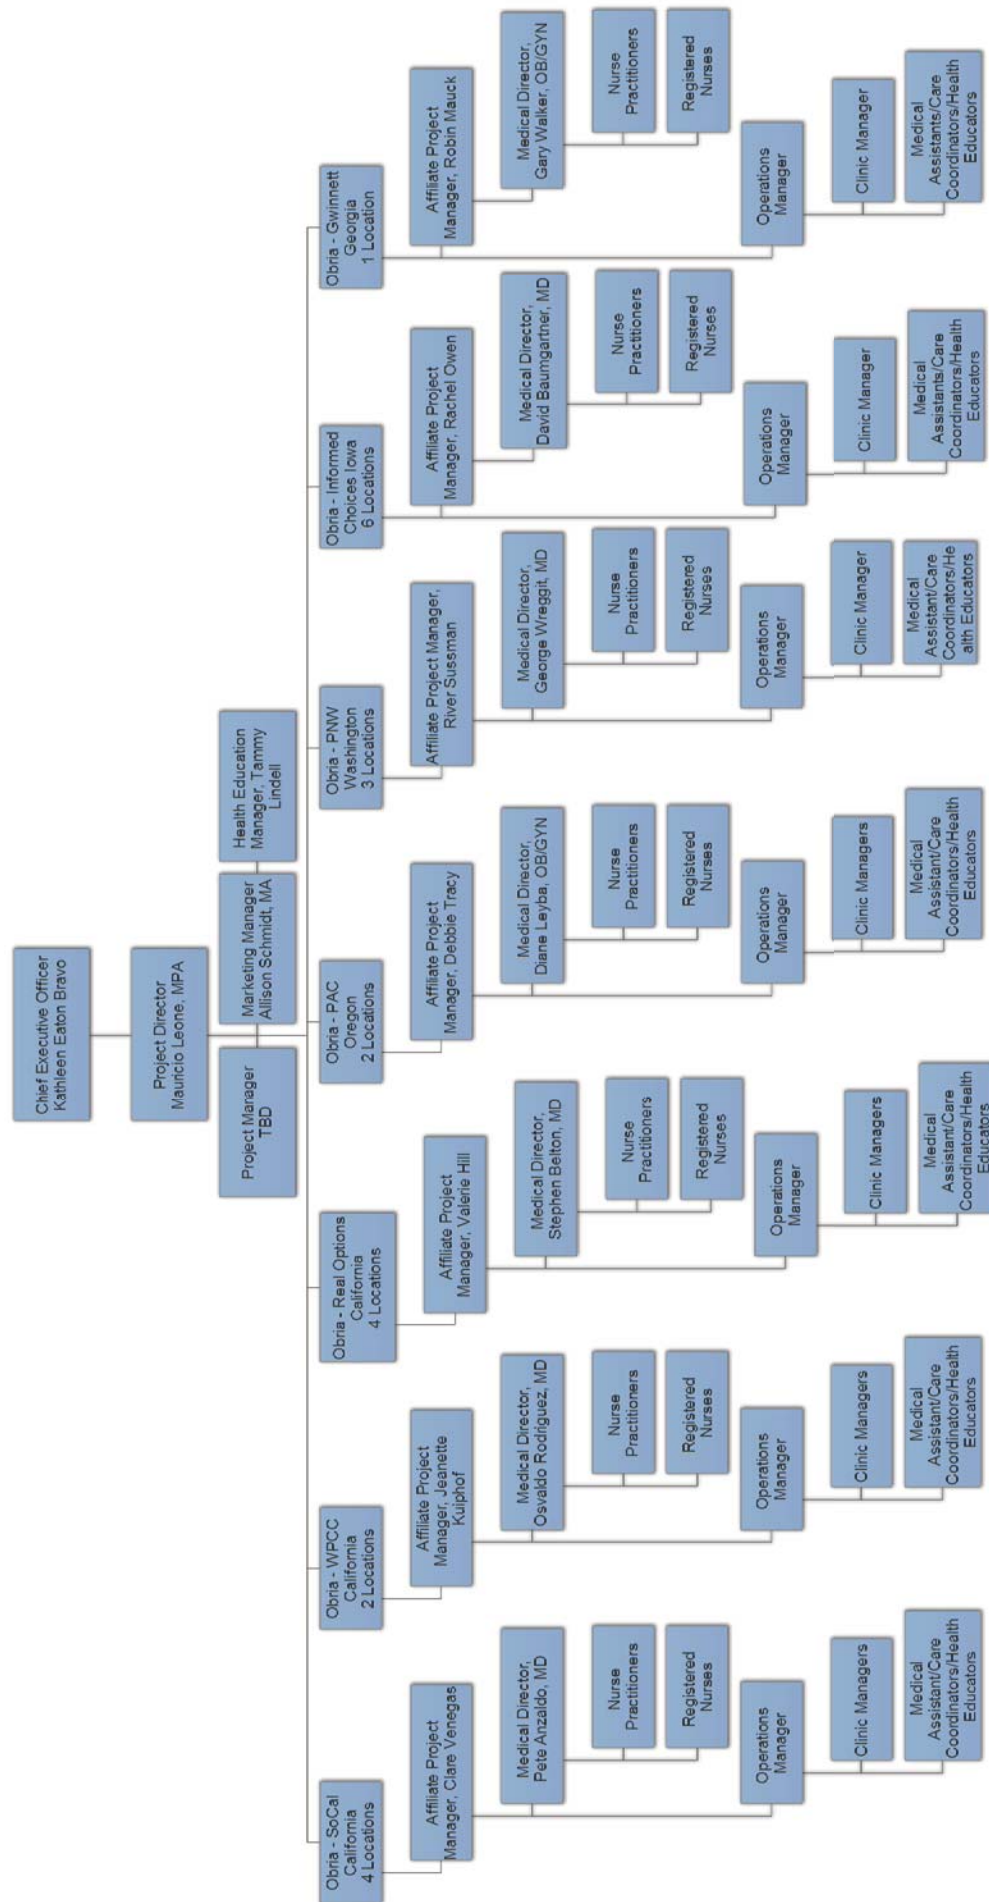 Chief Executive Officer
Kathleen Eaton Bravo
Project Director
Mauricio Leone, MPA
Project Manager
TBD
Marketing Manager
Allison Schmidt, MA
Health Education
Manager, Tammy
Lindell
Obria - SoCal
California
4 Locations
Affiliate Project
Manager, Clare Venegas
Medical Director,
Pete Anzaldo, MD
Nurse
Practitioners
Registered
Nurses
Operations
Manager
Clinic Managers
Medical
Assistant/Care
Coordinators/Health
Educators
Obria - WPCC
California
2 Locations
Affiliate Project
Manager, Jeanette
Kuiphof
Medical Director,
Osvaldo Rodriguez, MD
Nurse
Practitioners
Registered
Nurses
Operations
Manager
Clinic Managers
Medical
Assistant/Care
Coordinators/Health
Educators
Obria - Real Options
California
4 Locations
Affiliate Project
Manager, Valerie Hill
Medical Director,
Stephen Belton, MD
Nurse
Practitioners
Registered
Nurses
Operations
Manager
Clinic Managers
Medical
Assistant/Care
Coordinators/Health
Educators
Obria - PAC
Oregon
2 Locations
Affiliate Project
Manager, Debbie Tracy
Medical Director,
Diane Leyba, OB/GYN
Nurse
Practitioners
Registered
Nurses
Operations
Manager
Clinic Managers
Medical
Assistant/Care
Coordinators/Health
Educators
Obria - PNW
Washington
3 Locations
Affiliate Project Manager,
River Sussman
Medical Director,
George Wreggit, MD
Nurse
Practitioners
Registered
Nurses
Operations
Manager
Clinic Manager
Medical
Assistant/Care
Coordinators/He
alth Educators
Obria - Informed
Choices Iowa
6 Locations
Affiliate Project
Manager, Rachel Owen
Medical Director,
David Baumgartner, MD
Nurse
Practitioners
Registered
Nurses
Operations
Manager
Clinic Manager
Medical
Assistants/Care
Coordinators/Health
Educators
Obria - Gwinnett
Georgia
1 Location
Affiliate Project
Manager, Robin Mauck
Medical Director,
Gary Walker, OB/GYN
Nurse
Practitioners
Registered
Nurses
Operations
Manager
Clinic Manager
Medical
Assistants/Care
Coordinators/Health
Educators